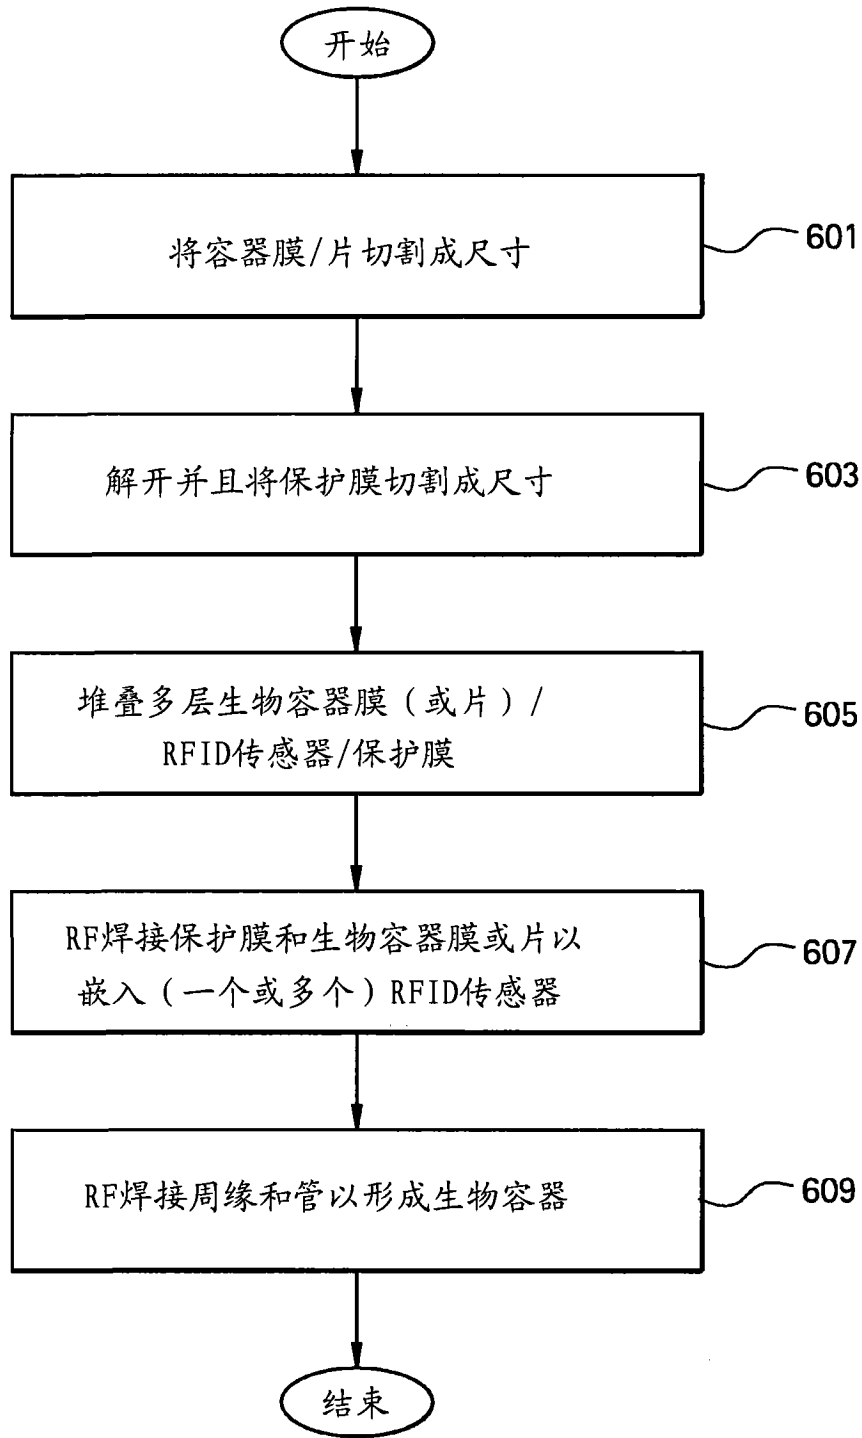 开始
将容器膜/片切割成尺寸
601
解开并且将保护膜切割成尺寸
603
堆叠多层生物容器膜（或片）/
RFID传感器/保护膜
605
RF焊接保护膜和生物容器膜或片以
嵌入（一个或多个）RFID传感器
607
RF焊接周缘和管以形成生物容器
609
结束